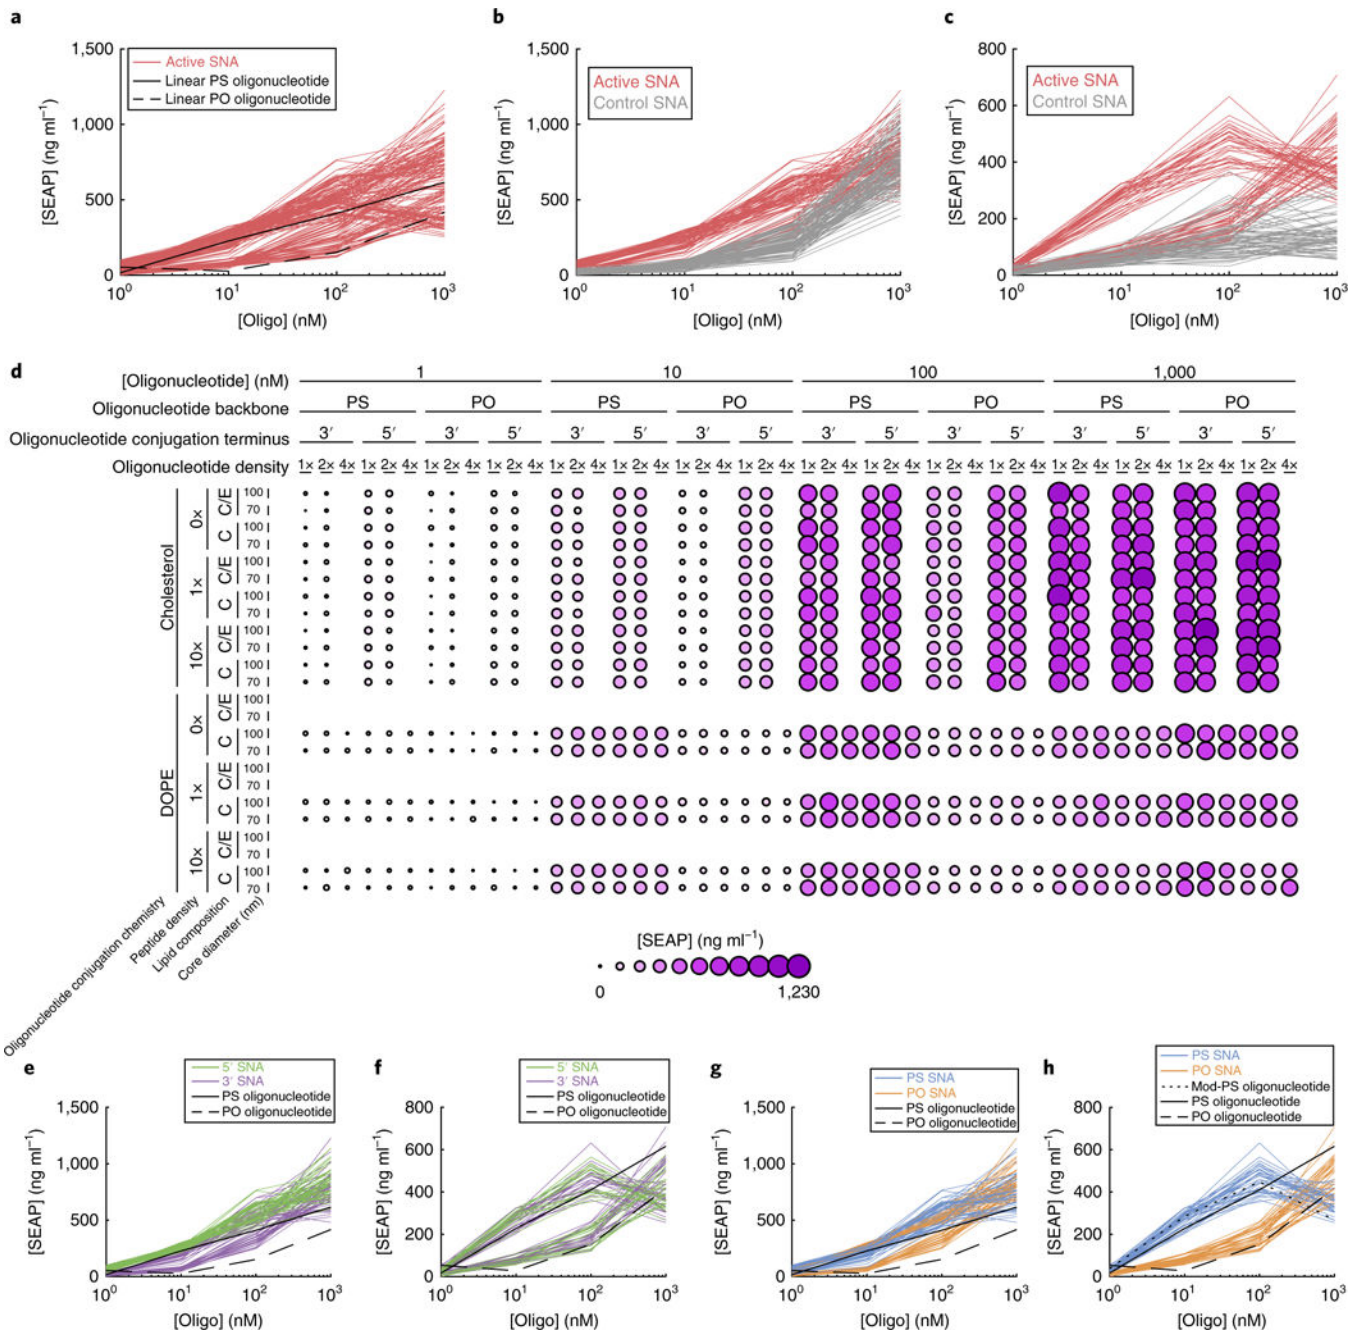 a
1,500
1,000
500
0
10⁰ 10¹ 10² 10³
[SEAP] (ng ml⁻¹)
[Oligo] (nM)
Active SNA
Linear PS oligonucleotide
Linear PO oligonucleotide
b
1,500
1,000
500
0
10⁰ 10¹ 10² 10³
[SEAP] (ng ml⁻¹)
[Oligo] (nM)
Active SNA
Control SNA
c
800
600
400
200
0
10⁰ 10¹ 10² 10³
[SEAP] (ng ml⁻¹)
[Oligo] (nM)
Active SNA
Control SNA
d
[Oligonucleotide] (nM) 1 10 100 1,000
Oligonucleotide backbone PS PO PS PO PS PO PS PO
Oligonucleotide conjugation terminus 3′ 5′ 3′ 5′ 3′ 5′ 3′ 5′ 3′ 5′ 3′ 5′ 3′ 5′ 3′ 5′
Oligonucleotide density 1× 2× 4× 1× 2× 4× 1× 2× 4× 1× 2× 4× 1× 2× 4× 1× 2× 4× 1× 2× 4× 1× 2× 4× 1× 2× 4× 1× 2× 4× 1× 2× 4× 1× 2× 4× 1× 2× 4× 1× 2× 4× 1× 2× 4× 1× 2× 4×
Cholesterol
0× C/E 100
70
C 100
70
1× C/E 100
70
C 100
70
10× C/E 100
70
C 100
70
DOPE
0× C/E 100
70
C 100
70
1× C/E 100
70
C 100
70
10× C/E 100
70
C 100
70
Oligonucleotide conjugation chemistry
Peptide density
Lipid composition
Core diameter (nm)
[SEAP] (ng ml⁻¹)
0 1,230
e
5′ SNA
3′ SNA
PS oligonucleotide
PO oligonucleotide
1,500
1,000
500
0
10⁰ 10¹ 10² 10³
[SEAP] (ng ml⁻¹)
[Oligo] (nM)
f
5′ SNA
3′ SNA
PS oligonucleotide
PO oligonucleotide
800
600
400
200
0
10⁰ 10¹ 10² 10³
[SEAP] (ng ml⁻¹)
[Oligo] (nM)
g
PS SNA
PO SNA
PS oligonucleotide
PO oligonucleotide
1,500
1,000
500
0
10⁰ 10¹ 10² 10³
[SEAP] (ng ml⁻¹)
[Oligo] (nM)
h
PS SNA
PO SNA
Mod-PS oligonucleotide
PS oligonucleotide
PO oligonucleotide
800
600
400
200
0
10⁰ 10¹ 10² 10³
[SEAP] (ng ml⁻¹)
[Oligo] (nM)